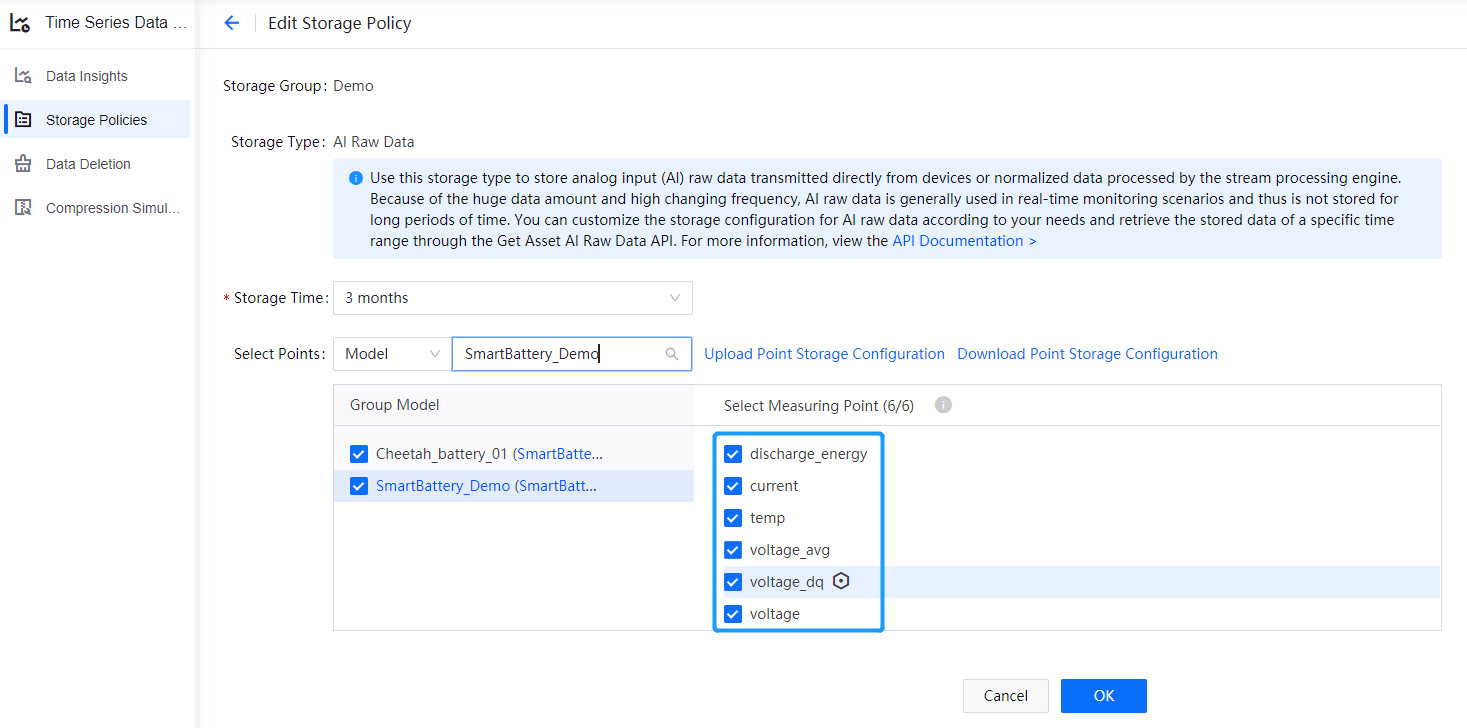 Time Series Data ...
Edit Storage Policy
Data Insights
Storage Policies
Data Deletion
Compression Simul...
Storage Group: Demo
Storage Type: AI Raw Data
Use this storage type to store analog input (AI) raw data transmitted directly from devices or normalized data processed by the stream processing engine.
Because of the huge data amount and high changing frequency, AI raw data is generally used in real-time monitoring scenarios and thus is not stored for
long periods of time. You can customize the storage configuration for AI raw data according to your needs and retrieve the stored data of a specific time
range through the Get Asset AI Raw Data API. For more information, view the API Documentation >
* Storage Time: 3 months
Select Points: Model SmartBattery_Demo Upload Point Storage Configuration Download Point Storage Configuration
Group Model
Select Measuring Point (6/6)
Cheetah_battery_01 (SmartBatte...
SmartBattery_Demo (SmartBatt...
discharge_energy
current
temp
voltage_avg
voltage_dq
voltage
Cancel
OK